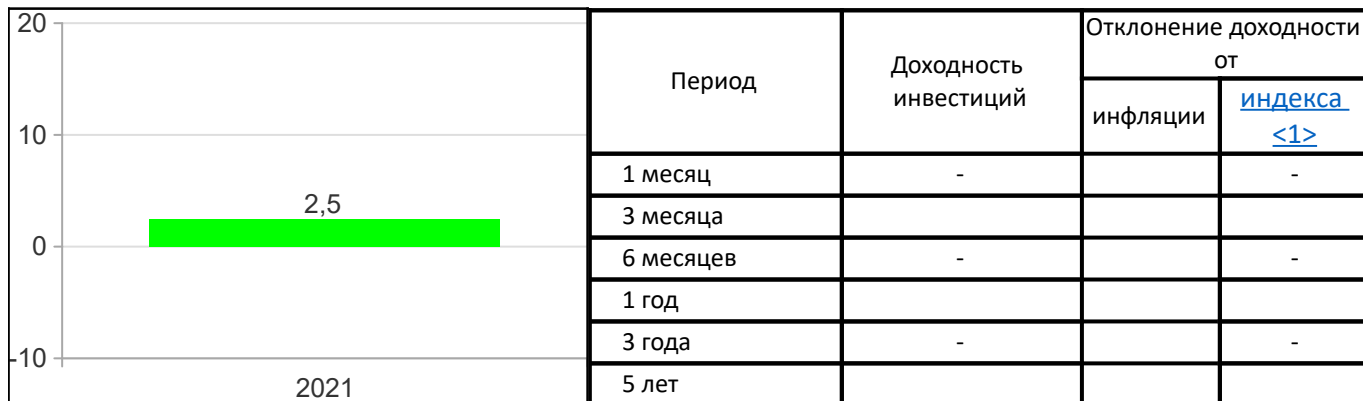 20
10
2,5
0
-10
2021
Период
Доходность
инвестиций
Отклонение доходности
от
инфляции
индекса
<1>
1 месяц - -
3 месяца
6 месяцев - -
1 год
3 года - -
5 лет